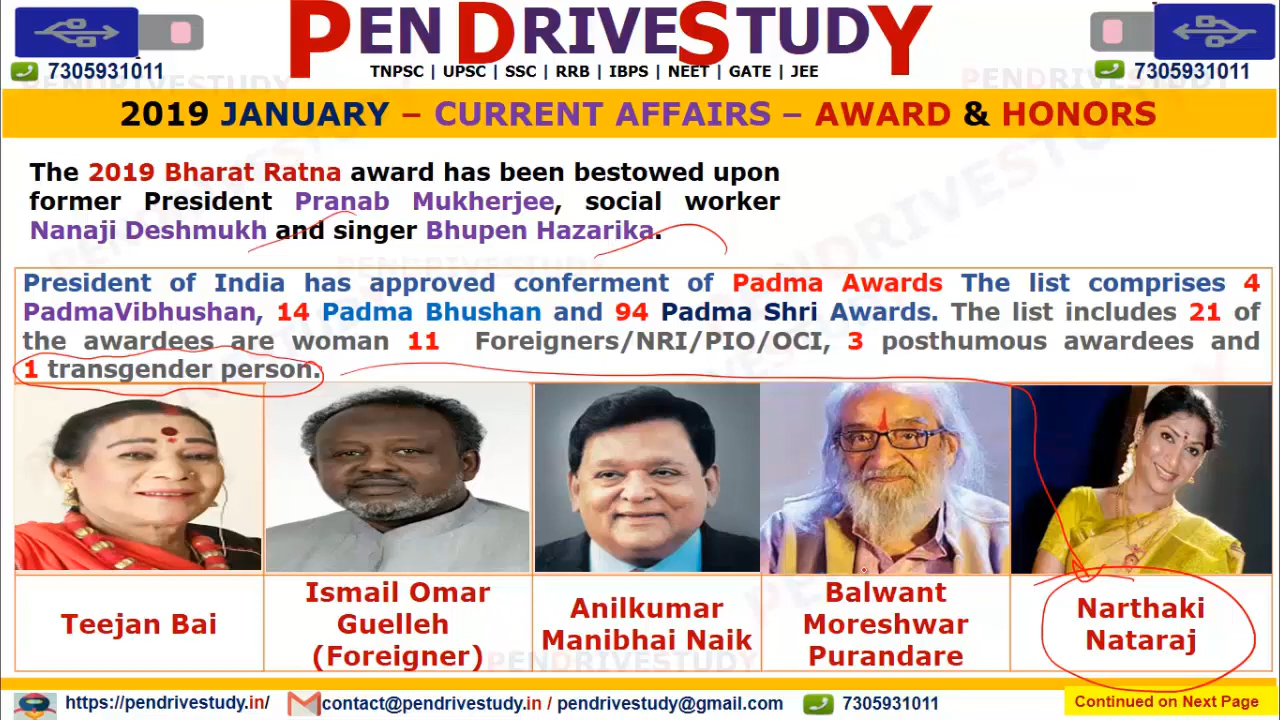 PENDRIVESTUDY
TNPSC | UPSC | SSC | RRB | IBPS | NEET | GATE | JEE
7305931011
7305931011
2019 JANUARY – CURRENT AFFAIRS – AWARD & HONORS
The 2019 Bharat Ratna award has been bestowed upon
former President Pranab Mukherjee, social worker
Nanaji Deshmukh and singer Bhupen Hazarika.
President of India has approved conferment of Padma Awards The list comprises 4
PadmaVibhushan, 14 Padma Bhushan and 94 Padma Shri Awards. The list includes 21 of
the awardees are woman 11 Foreigners/NRI/PIO/OCI, 3 posthumous awardees and
1 transgender person.
Teejan Bai
Ismail Omar
Guelleh
(Foreigner)
Anilkumar
Manibhai Naik
Balwant
Moreshwar
Purandare
Narthaki
Nataraj
https://pendrivestudy.in/
contact@pendrivestudy.in / pendrivestudy@gmail.com
7305931011
Continued on Next Page
PENDRIVESTUDY
PENDRIVESTUDY
PENDRIVESTUDY